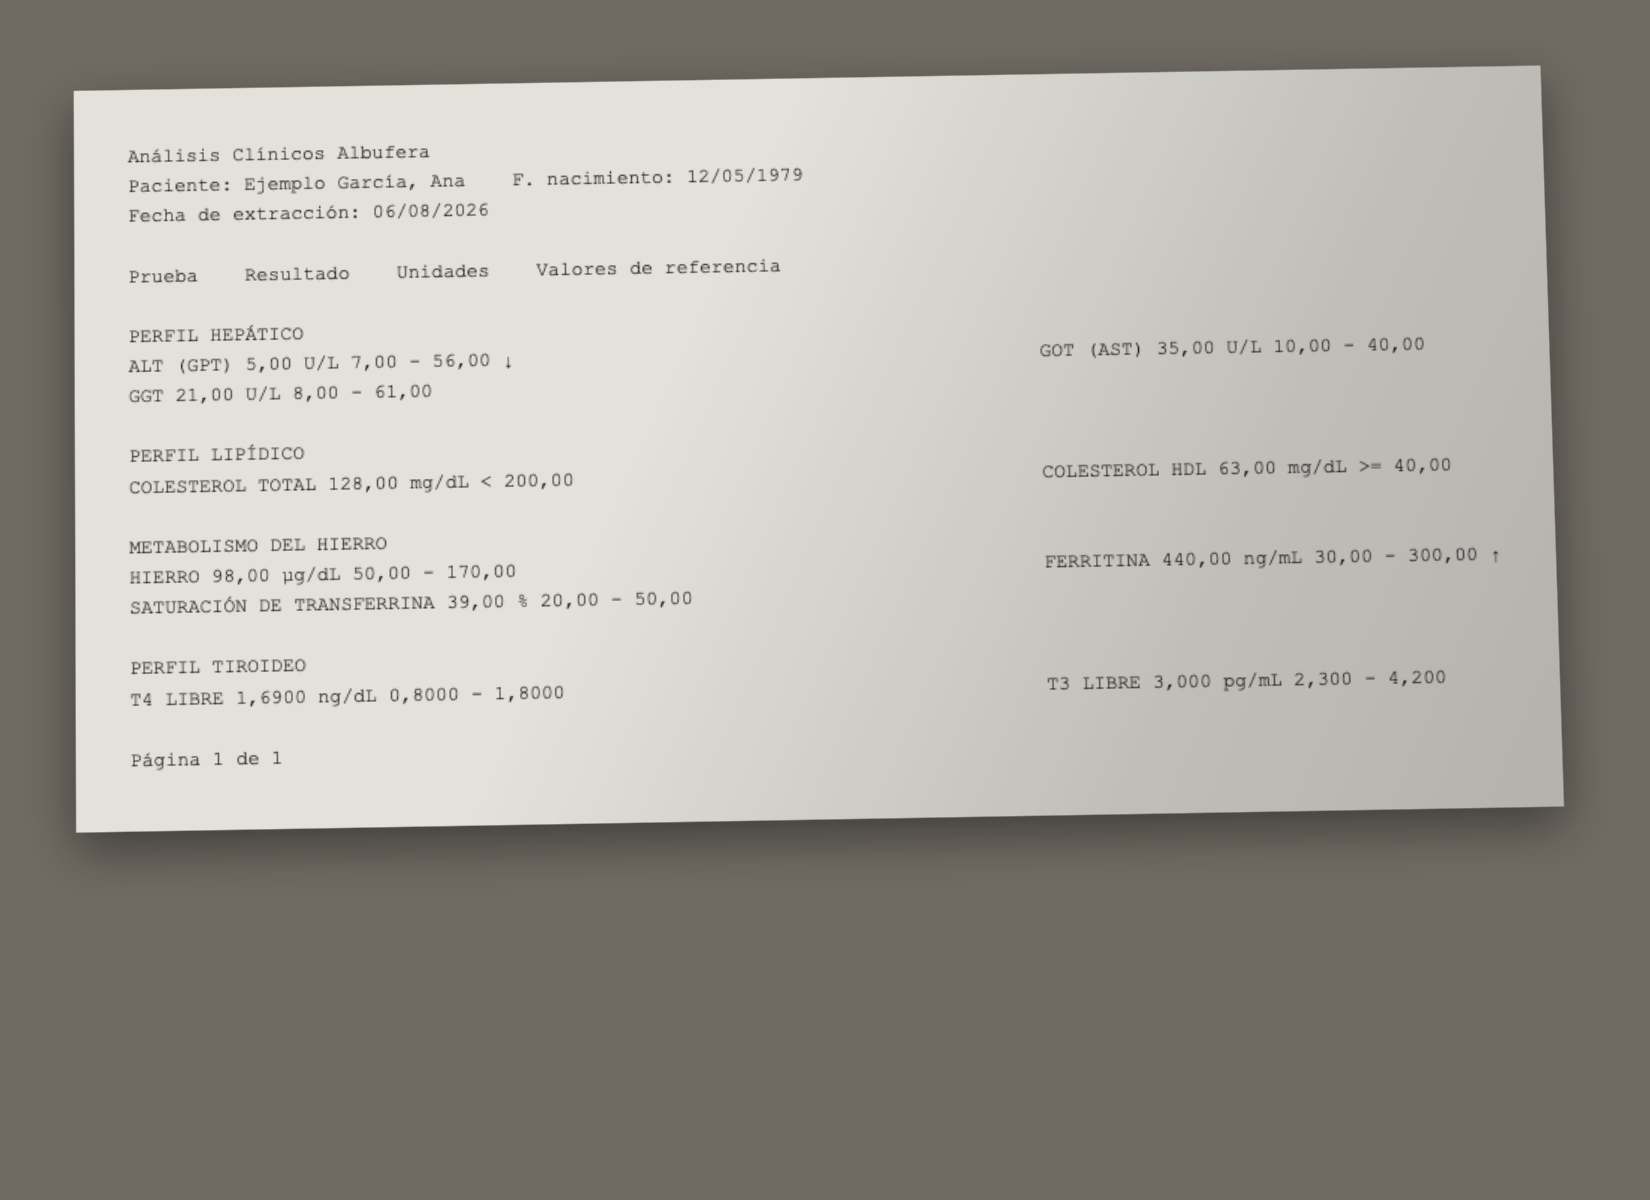 Análisis Clínicos Albufera
Paciente: Ejemplo García, Ana    F. nacimiento: 12/05/1979
Fecha de extracción: 06/08/2026
Prueba    Resultado    Unidades    Valores de referencia
PERFIL HEPÁTICO
ALT (GPT) 5,00 U/L 7,00 - 56,00 ↓
GOT (AST) 35,00 U/L 10,00 - 40,00
GGT 21,00 U/L 8,00 - 61,00
PERFIL LIPÍDICO
COLESTEROL TOTAL 128,00 mg/dL < 200,00
COLESTEROL HDL 63,00 mg/dL >= 40,00
METABOLISMO DEL HIERRO
HIERRO 98,00 µg/dL 50,00 - 170,00
FERRITINA 440,00 ng/mL 30,00 - 300,00 ↑
SATURACIÓN DE TRANSFERRINA 39,00 % 20,00 - 50,00
PERFIL TIROIDEO
T4 LIBRE 1,6900 ng/dL 0,8000 - 1,8000
T3 LIBRE 3,000 pg/mL 2,300 - 4,200
Página 1 de 1